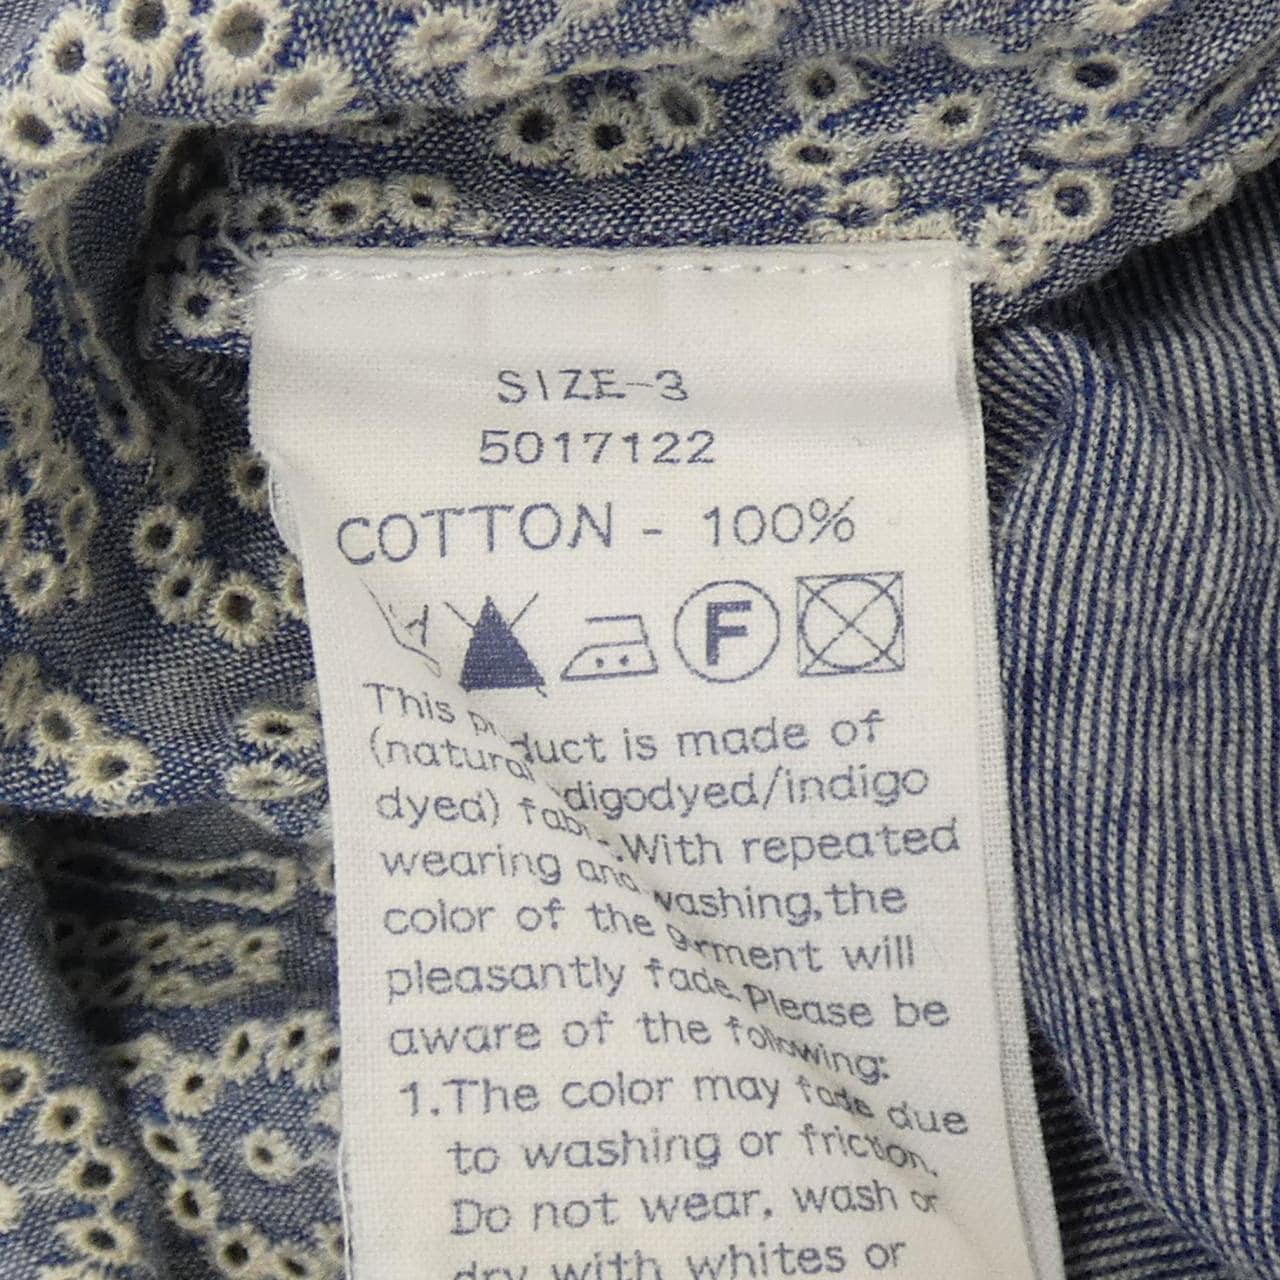 SIZE-3
5017122
COTTON - 100%
F
This product is made of
(natural indigodyed/indigo
dyed) fabric.With repeated
wearing and washing,the
color of the garment will
pleasantly fade.Please be
aware of the following:
1.The color may fade due
to washing or friction.
Do not wear, wash or
dry with whites or